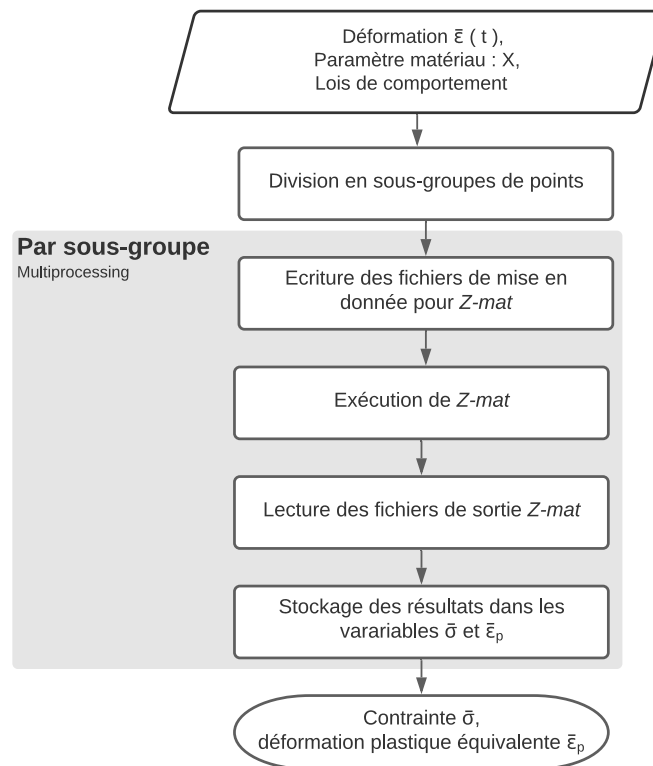 Déformation ε̄ ( t ),
Paramètre matériau : X,
Lois de comportement
Division en sous-groupes de points
Par sous-groupe
Multiprocessing
Ecriture des fichiers de mise en
donnée pour Z-mat
Exécution de Z-mat
Lecture des fichiers de sortie Z-mat
Stockage des résultats dans les
varariables σ̄ et ε̄ₚ
Contrainte σ̄,
déformation plastique équivalente ε̄ₚ